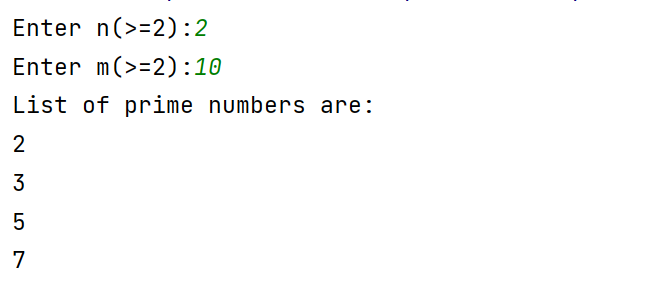 Enter n(>=2):2
Enter m(>=2):10
List of prime numbers are:
2
3
5
7